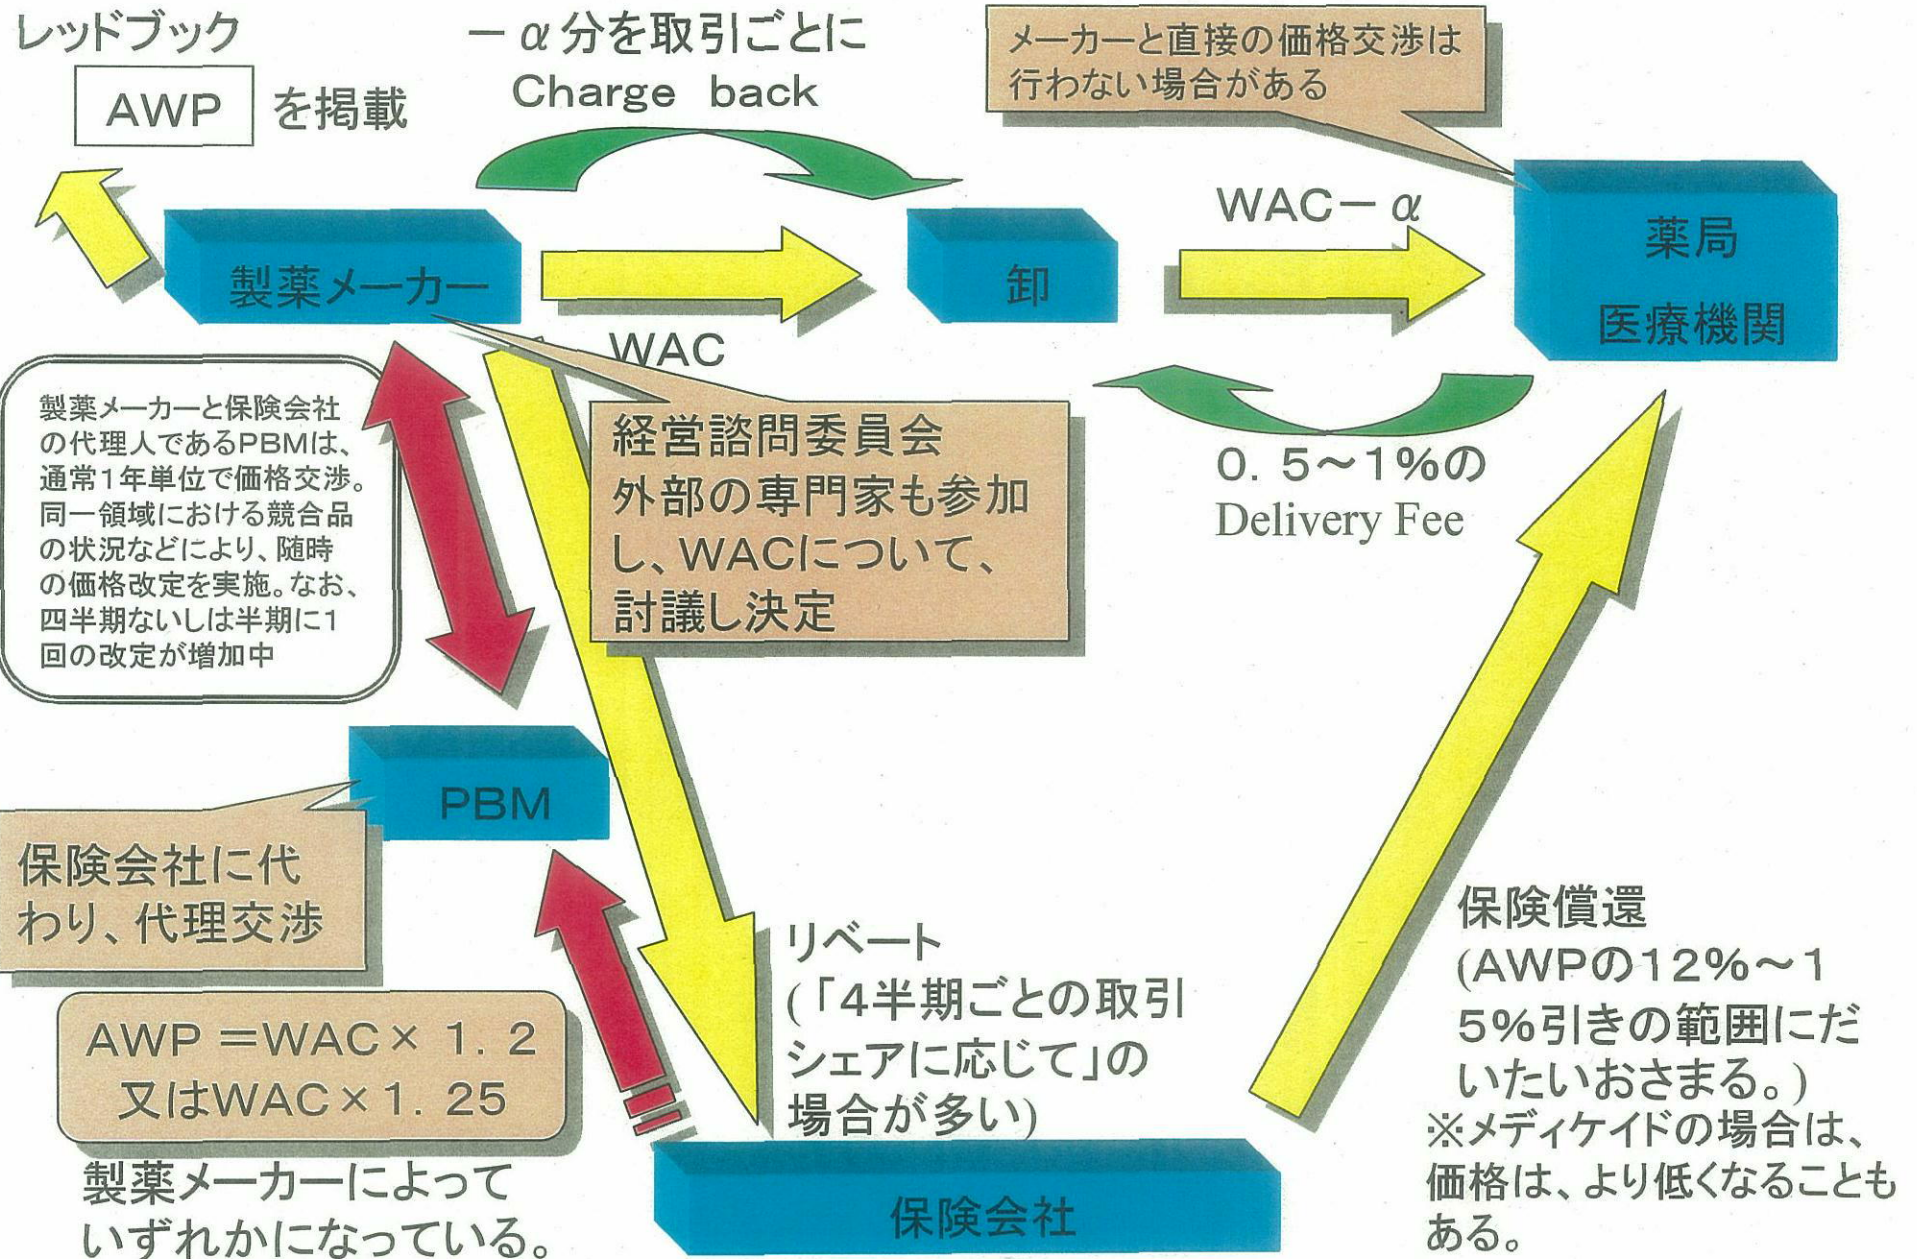 レッドブック
AWP を掲載
－α分を取引ごとに
Charge back
メーカーと直接の価格交渉は
行わない場合がある
製薬メーカー
WAC
卸
WAC－α
薬局
医療機関
製薬メーカーと保険会社
の代理人であるPBMは、
通常1年単位で価格交渉。
同一領域における競合品
の状況などにより、随時
の価格改定を実施。なお、
四半期ないしは半期に1
回の改定が増加中
経営諮問委員会
外部の専門家も参加
し、WACについて、
討議し決定
0.5～1%の
Delivery Fee
PBM
保険会社に代
わり、代理交渉
AWP＝WAC×1.2
又はWAC×1.25
製薬メーカーによって
いずれかになっている。
リベート
(「4半期ごとの取引
シェアに応じて」の
場合が多い)
保険会社
保険償還
(AWPの12%～1
5%引きの範囲にだ
いたいおさまる。)
※メディケイドの場合は、
価格は、より低くなることも
ある。